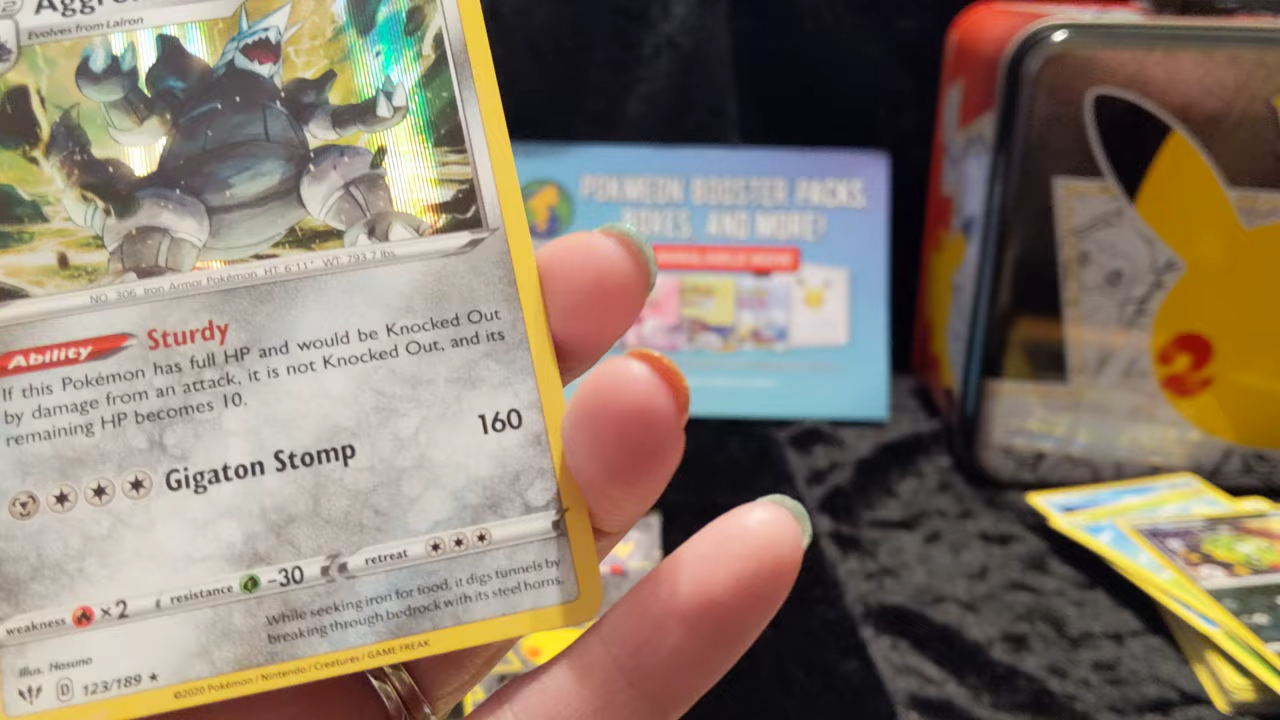 Evolves from Lairon
NO. 306 Iron Armor Pokémon HT: 6'11" WT: 793.7 lbs.
Ability Sturdy
If this Pokémon has full HP and would be Knocked Out
by damage from an attack, it is not Knocked Out, and its
remaining HP becomes 10.
Gigaton Stomp 160
weakness ×2 resistance -30 retreat
While seeking iron for food, it digs tunnels by
breaking through bedrock with its steel horns.
Illus. Hasuno
D 123/189 ★
©2020 Pokémon / Nintendo / Creatures / GAME FREAK
POKMEON BOOSTER PACKS
BOXES, AND MORE!
AVAILABLE NOW